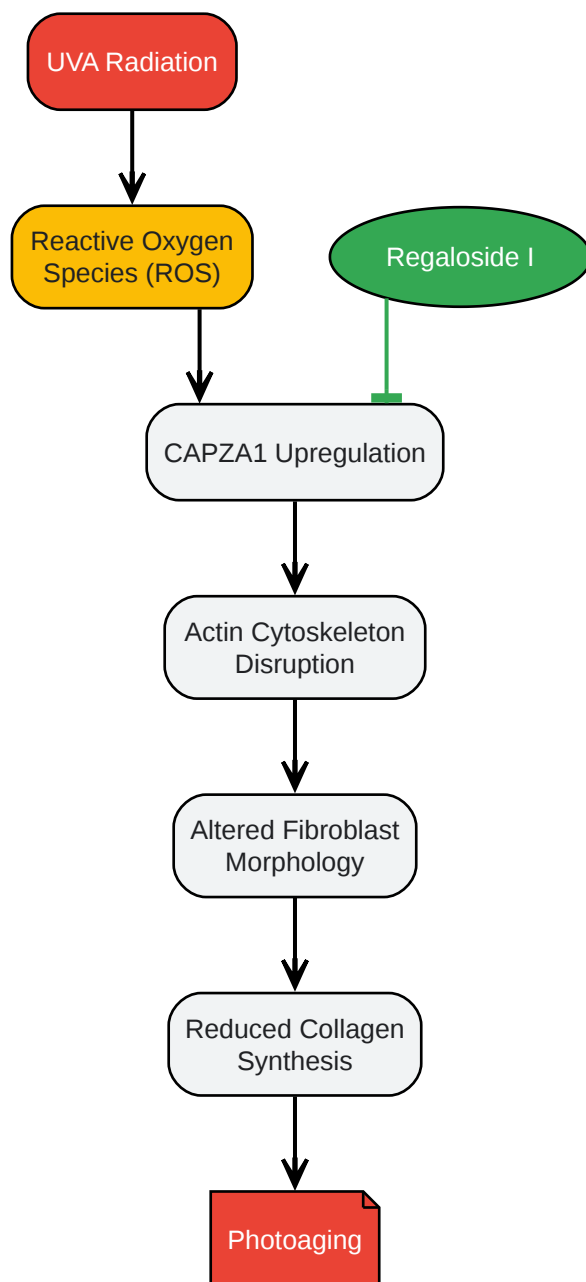 UVA Radiation
Reactive Oxygen
Species (ROS)
Regaloside I
CAPZA1 Upregulation
Actin Cytoskeleton
Disruption
Altered Fibroblast
Morphology
Reduced Collagen
Synthesis
Photoaging